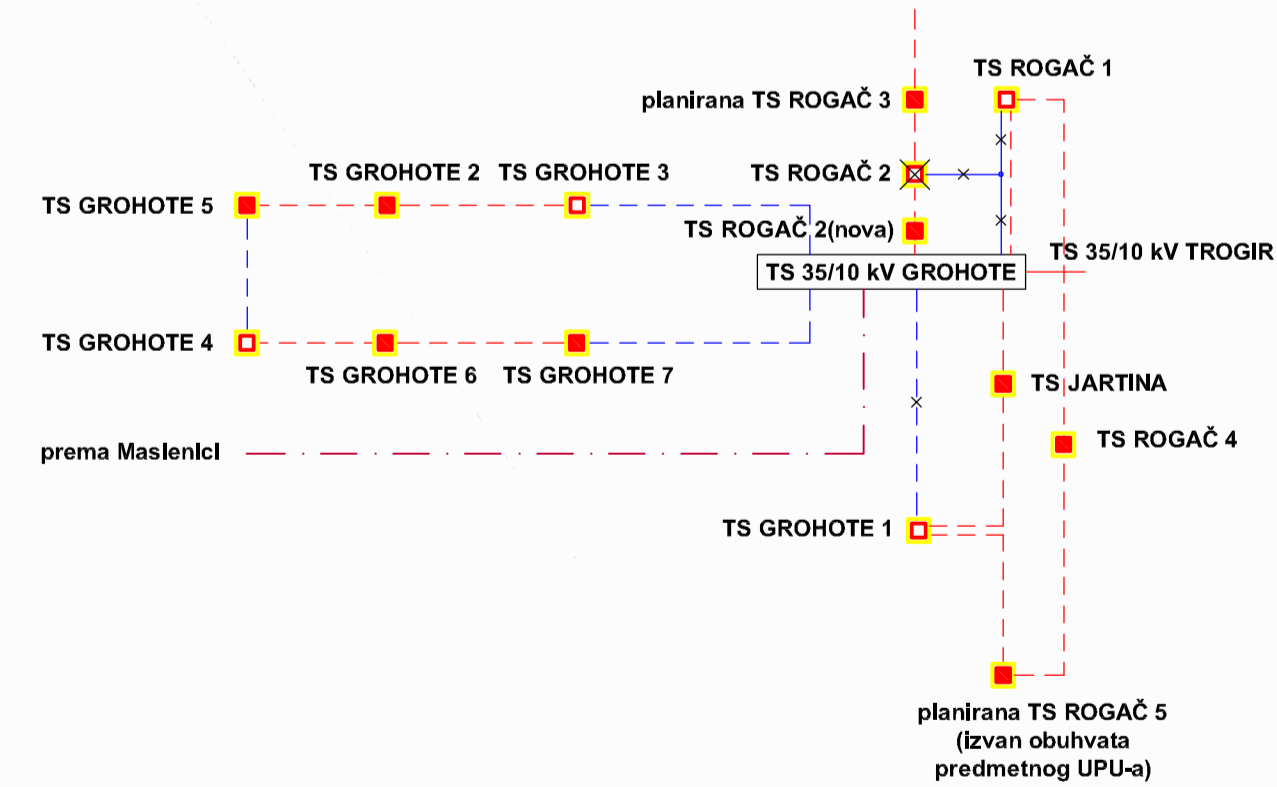 TS ROGAČ 1
planirana TS ROGAČ 3
TS GROHOTE 2
TS GROHOTE 3
TS ROGAČ 2
TS GROHOTE 5
TS ROGAČ 2(nova)
TS 35/10 kV TROGIR
TS 35/10 kV GROHOTE
TS GROHOTE 4
TS GROHOTE 6
TS GROHOTE 7
TS JARTINA
TS ROGAČ 4
prema Maslenici
TS GROHOTE 1
planirana TS ROGAČ 5
(izvan obuhvata
predmetnog UPU-a)